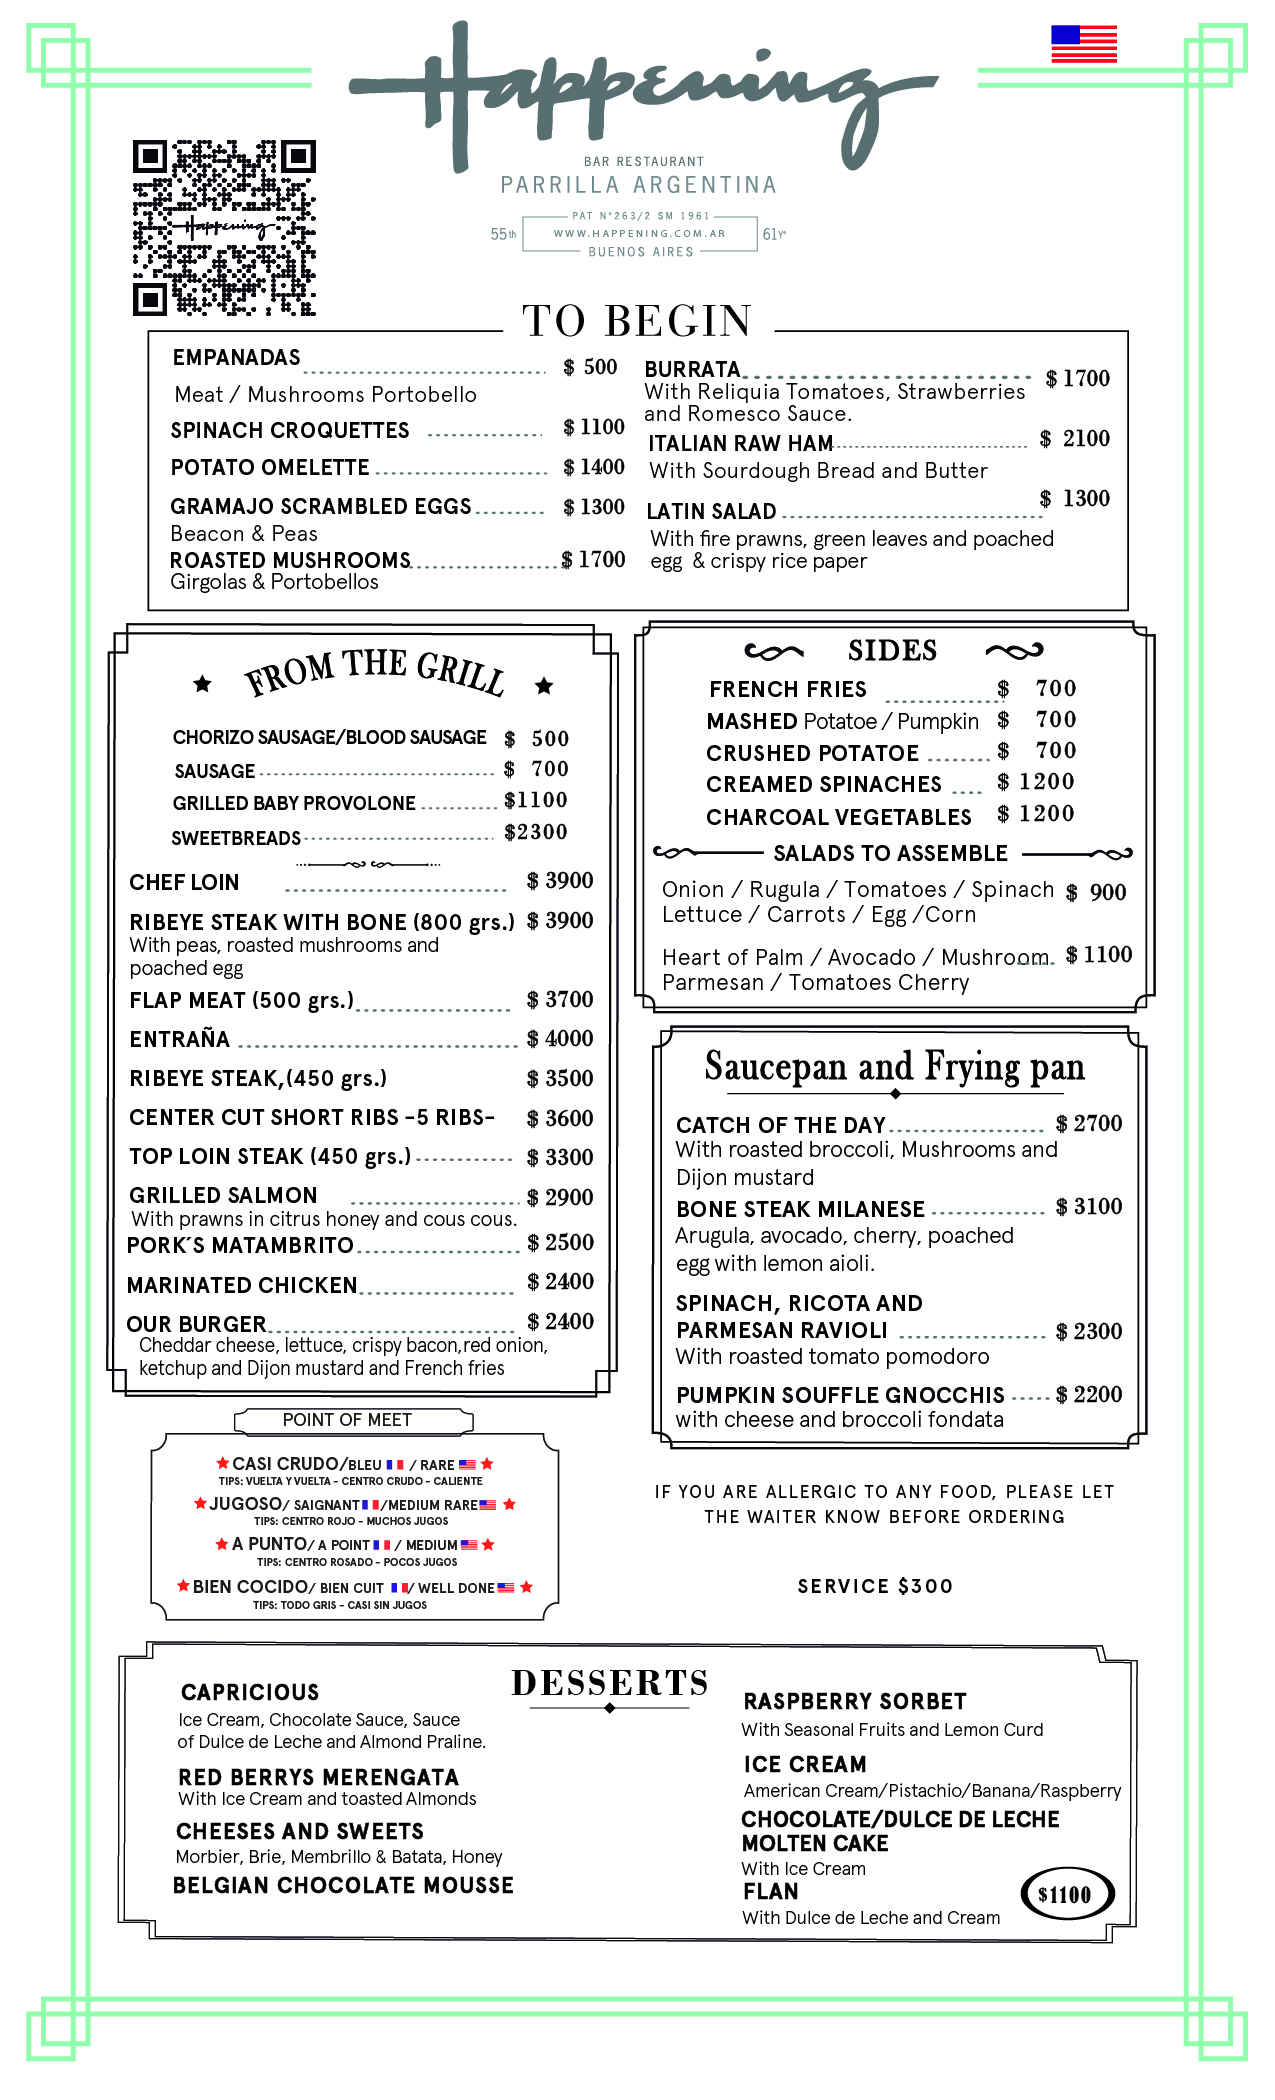 Happening
BAR RESTAURANT
PARRILLA ARGENTINA
PAT N°263/2 SM 1961
55th WWW.HAPPENING.COM.AR 61Yº
BUENOS AIRES
Happening
TO BEGIN
EMPANADAS $ 500
Meat / Mushrooms Portobello
SPINACH CROQUETTES $ 1100
POTATO OMELETTE $ 1400
GRAMAJO SCRAMBLED EGGS $ 1300
Beacon & Peas
ROASTED MUSHROOMS $ 1700
Girgolas & Portobellos
BURRATA $ 1700
With Reliquia Tomatoes, Strawberries
and Romesco Sauce.
ITALIAN RAW HAM $ 2100
With Sourdough Bread and Butter
LATIN SALAD $ 1300
With fire prawns, green leaves and poached
egg & crispy rice paper
FROM THE GRILL
CHORIZO SAUSAGE/BLOOD SAUSAGE $ 500
SAUSAGE $ 700
GRILLED BABY PROVOLONE $1100
SWEETBREADS $2300
CHEF LOIN $ 3900
RIBEYE STEAK WITH BONE (800 grs.) $ 3900
With peas, roasted mushrooms and
poached egg
FLAP MEAT (500 grs.) $ 3700
ENTRAÑA $ 4000
RIBEYE STEAK,(450 grs.) $ 3500
CENTER CUT SHORT RIBS -5 RIBS- $ 3600
TOP LOIN STEAK (450 grs.) $ 3300
GRILLED SALMON $ 2900
With prawns in citrus honey and cous cous.
PORK´S MATAMBRITO $ 2500
MARINATED CHICKEN $ 2400
OUR BURGER $ 2400
Cheddar cheese, lettuce, crispy bacon,red onion,
ketchup and Dijon mustard and French fries
SIDES
FRENCH FRIES $ 700
MASHED Potatoe / Pumpkin $ 700
CRUSHED POTATOE $ 700
CREAMED SPINACHES $ 1200
CHARCOAL VEGETABLES $ 1200
SALADS TO ASSEMBLE
Onion / Rugula / Tomatoes / Spinach $ 900
Lettuce / Carrots / Egg /Corn
Heart of Palm / Avocado / Mushroom $ 1100
Parmesan / Tomatoes Cherry
Saucepan and Frying pan
CATCH OF THE DAY $ 2700
With roasted broccoli, Mushrooms and
Dijon mustard
BONE STEAK MILANESE $ 3100
Arugula, avocado, cherry, poached
egg with lemon aioli.
SPINACH, RICOTA AND
PARMESAN RAVIOLI $ 2300
With roasted tomato pomodoro
PUMPKIN SOUFFLE GNOCCHIS $ 2200
with cheese and broccoli fondata
POINT OF MEET
CASI CRUDO/BLEU / RARE
TIPS: VUELTA Y VUELTA - CENTRO CRUDO - CALIENTE
JUGOSO/ SAIGNANT /MEDIUM RARE
TIPS: CENTRO ROJO - MUCHOS JUGOS
A PUNTO/ A POINT / MEDIUM
TIPS: CENTRO ROSADO - POCOS JUGOS
BIEN COCIDO/ BIEN CUIT / WELL DONE
TIPS: TODO GRIS - CASI SIN JUGOS
IF YOU ARE ALLERGIC TO ANY FOOD, PLEASE LET
THE WAITER KNOW BEFORE ORDERING
SERVICE $300
DESSERTS
CAPRICIOUS
Ice Cream, Chocolate Sauce, Sauce
of Dulce de Leche and Almond Praline.
RED BERRYS MERENGATA
With Ice Cream and toasted Almonds
CHEESES AND SWEETS
Morbier, Brie, Membrillo & Batata, Honey
BELGIAN CHOCOLATE MOUSSE
RASPBERRY SORBET
With Seasonal Fruits and Lemon Curd
ICE CREAM
American Cream/Pistachio/Banana/Raspberry
CHOCOLATE/DULCE DE LECHE
MOLTEN CAKE
With Ice Cream
FLAN
With Dulce de Leche and Cream
$1100